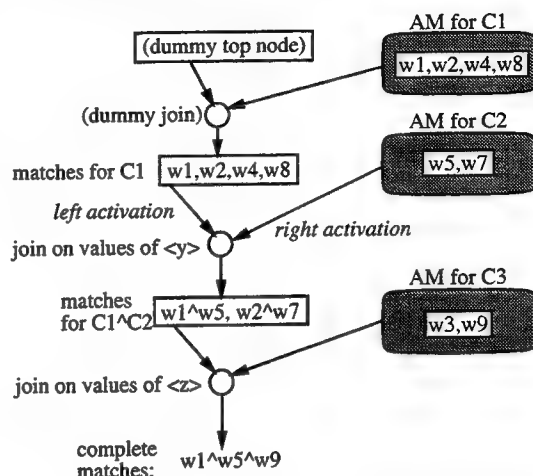 AM for C1
(dummy top node)
w1,w2,w4,w8
(dummy join)
AM for C2
matches for C1
w1,w2,w4,w8
w5,w7
left activation
right activation
join on values of <y>
AM for C3
matches
for C1^C2
w1^w5, w2^w7
w3,w9
join on values of <z>
complete
matches:
w1^w5^w9